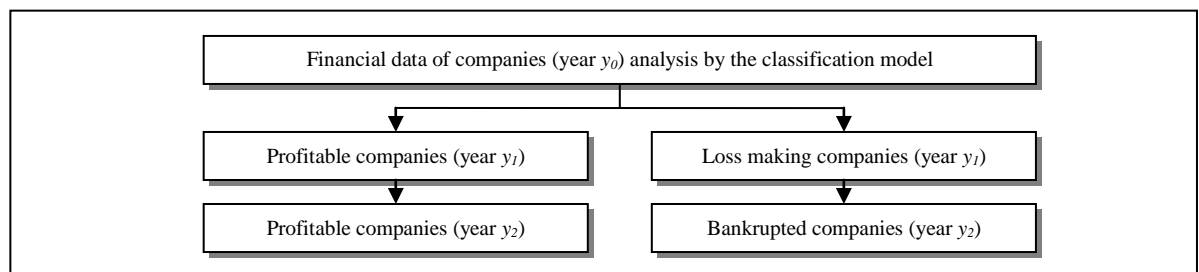 Financial data of companies (year y₀) analysis by the classification model
Profitable companies (year y₁)
Loss making companies (year y₁)
Profitable companies (year y₂)
Bankrupted companies (year y₂)